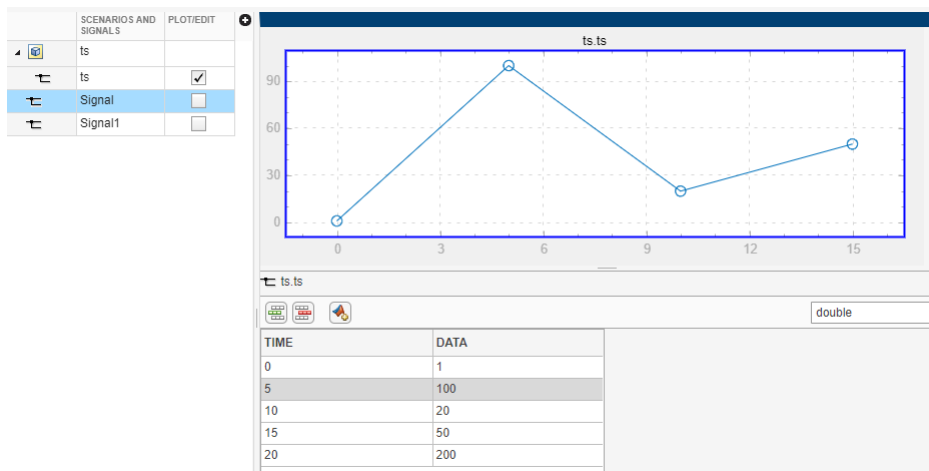 SCENARIOS AND SIGNALS PLOT/EDIT
ts
ts
Signal
Signal1
ts.ts
90
60
30
0
0 3 6 9 12 15
ts.ts
double
TIME DATA
0 1
5 100
10 20
15 50
20 200